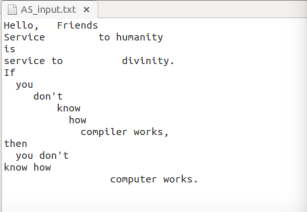 A5_input.txt ×
Hello,   Friends
Service         to humanity
is
service to          divinity.
If
  you
     don't
         know
           how
             compiler works,
then
  you don't
know how
                  computer works.